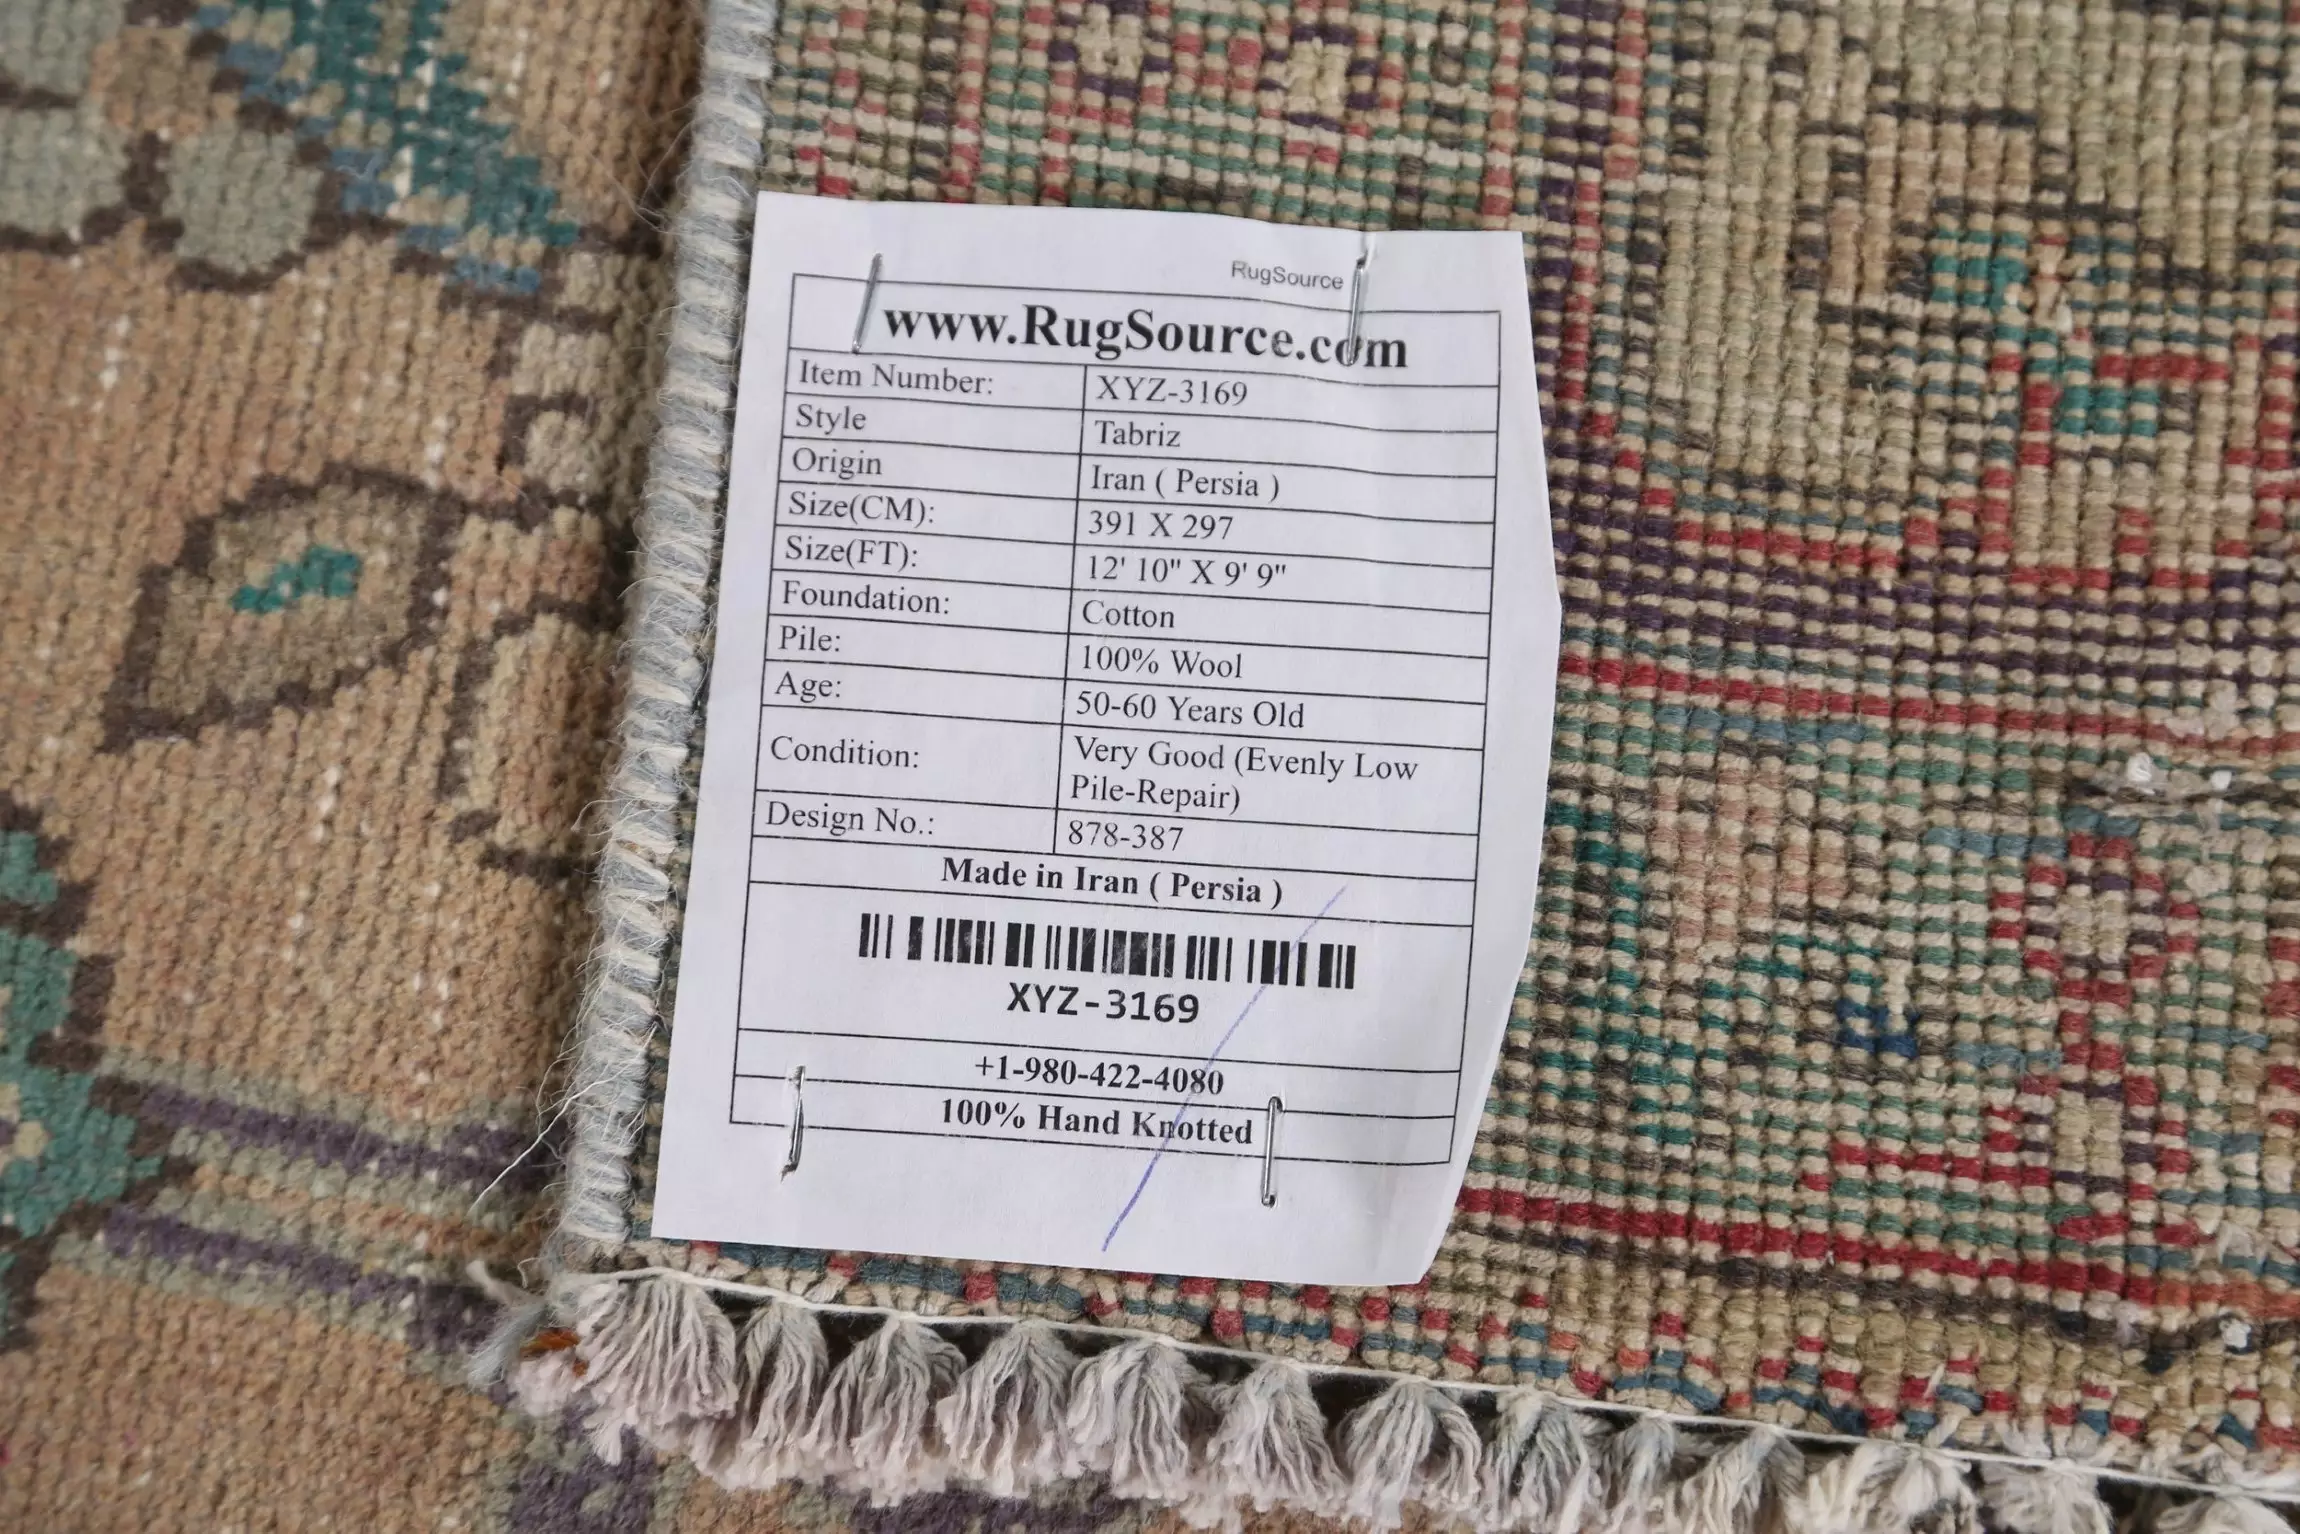 RugSource
www.RugSource.com
Item Number: XYZ-3169
Style Tabriz
Origin Iran ( Persia )
Size(CM): 391 X 297
Size(FT): 12' 10" X 9' 9"
Foundation: Cotton
Pile: 100% Wool
Age: 50-60 Years Old
Condition: Very Good (Evenly Low
Pile-Repair)
Design No.: 878-387
Made in Iran ( Persia )
XYZ-3169
+1-980-422-4080
100% Hand Knotted